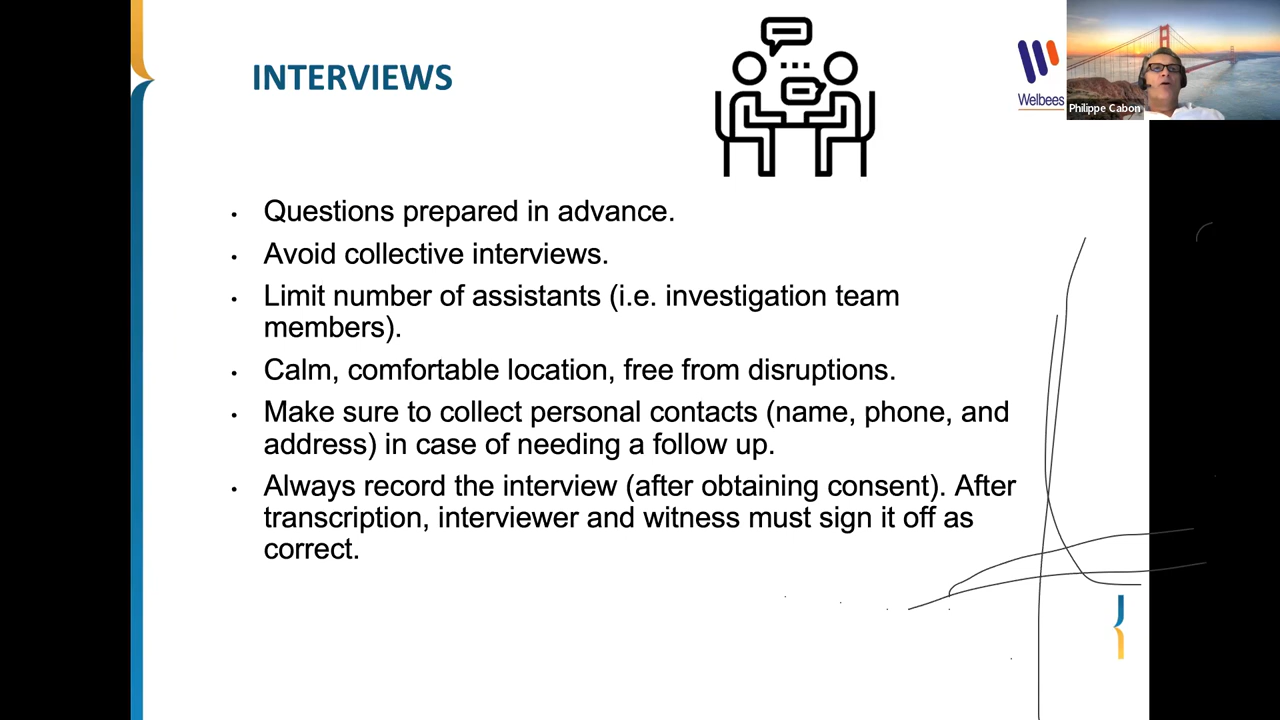 INTERVIEWS
Welbees
Philippe Cabon
• Questions prepared in advance.
• Avoid collective interviews.
• Limit number of assistants (i.e. investigation team
members).
• Calm, comfortable location, free from disruptions.
• Make sure to collect personal contacts (name, phone, and
address) in case of needing a follow up.
• Always record the interview (after obtaining consent). After
transcription, interviewer and witness must sign it off as
correct.